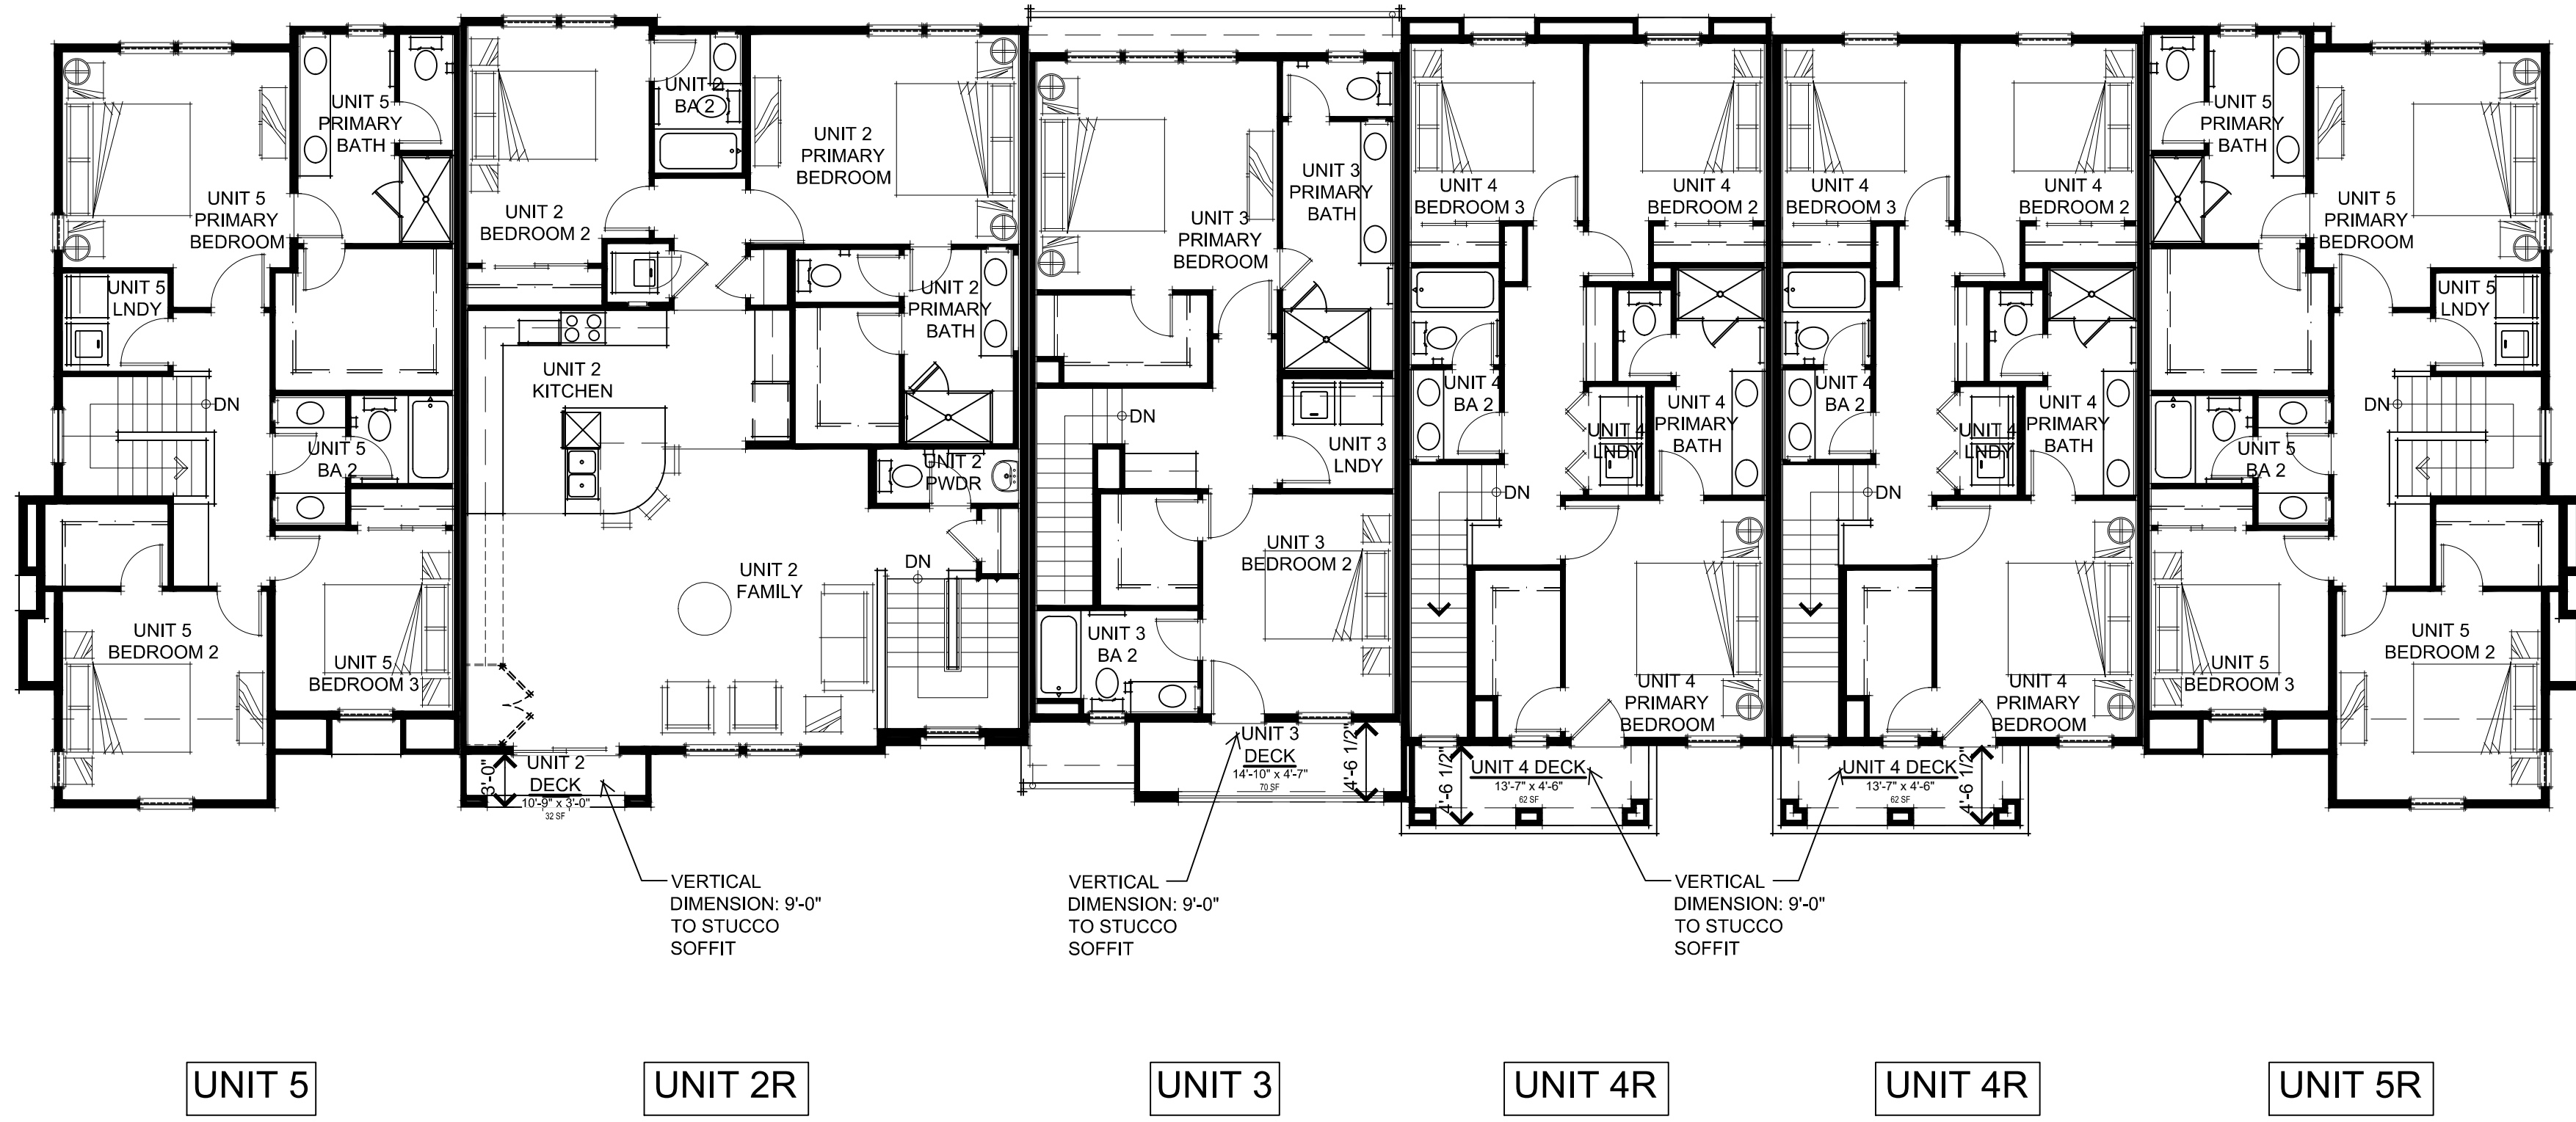 UNIT 5
PRIMARY
BATH
UNIT 5
PRIMARY
BEDROOM
UNIT 5
LNDY
DN
UNIT 5
BA 2
UNIT 5
BEDROOM 2
UNIT 5
BEDROOM 3
UNIT 2
BA 2
UNIT 2
PRIMARY
BEDROOM
UNIT 2
BEDROOM 2
UNIT 2
PRIMARY
BATH
UNIT 2
KITCHEN
UNIT 2
PWDR
UNIT 2
FAMILY
DN
UNIT 2
DECK
10'-9" x 3'-0"
32 SF
3'-0"
VERTICAL
DIMENSION: 9'-0"
TO STUCCO
SOFFIT
UNIT 3
PRIMARY
BATH
UNIT 3
PRIMARY
BEDROOM
DN
UNIT 3
LNDY
UNIT 3
BEDROOM 2
UNIT 3
BA 2
UNIT 3
DECK
14'-10" x 4'-7"
70 SF
4'-6 1/2"
VERTICAL
DIMENSION: 9'-0"
TO STUCCO
SOFFIT
UNIT 4
BEDROOM 3
UNIT 4
BEDROOM 2
UNIT 4
BA 2
UNIT 4
PRIMARY
BATH
UNIT 4
LNDY
DN
UNIT 4
PRIMARY
BEDROOM
UNIT 4 DECK
13'-7" x 4'-6"
62 SF
4'-6 1/2"
UNIT 4
BEDROOM 3
UNIT 4
BEDROOM 2
UNIT 4
BA 2
UNIT 4
PRIMARY
BATH
UNIT 4
LNDY
DN
UNIT 4
PRIMARY
BEDROOM
UNIT 4 DECK
13'-7" x 4'-6"
62 SF
4'-6 1/2"
VERTICAL
DIMENSION: 9'-0"
TO STUCCO
SOFFIT
UNIT 5
PRIMARY
BATH
UNIT 5
PRIMARY
BEDROOM
UNIT 5
LNDY
DN
UNIT 5
BA 2
UNIT 5
BEDROOM 2
UNIT 5
BEDROOM 3
UNIT 5
UNIT 2R
UNIT 3
UNIT 4R
UNIT 4R
UNIT 5R